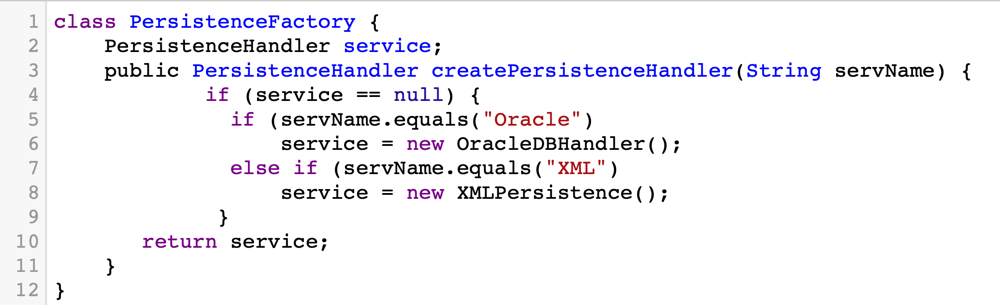 1 class PersistenceFactory {
2     PersistenceHandler service;
3     public PersistenceHandler createPersistenceHandler(String servName) {
4             if (service == null) {
5               if (servName.equals("Oracle")
6                   service = new OracleDBHandler();
7               else if (servName.equals("XML")
8                   service = new XMLPersistence();
9              }
10        return service;
11     }
12 }